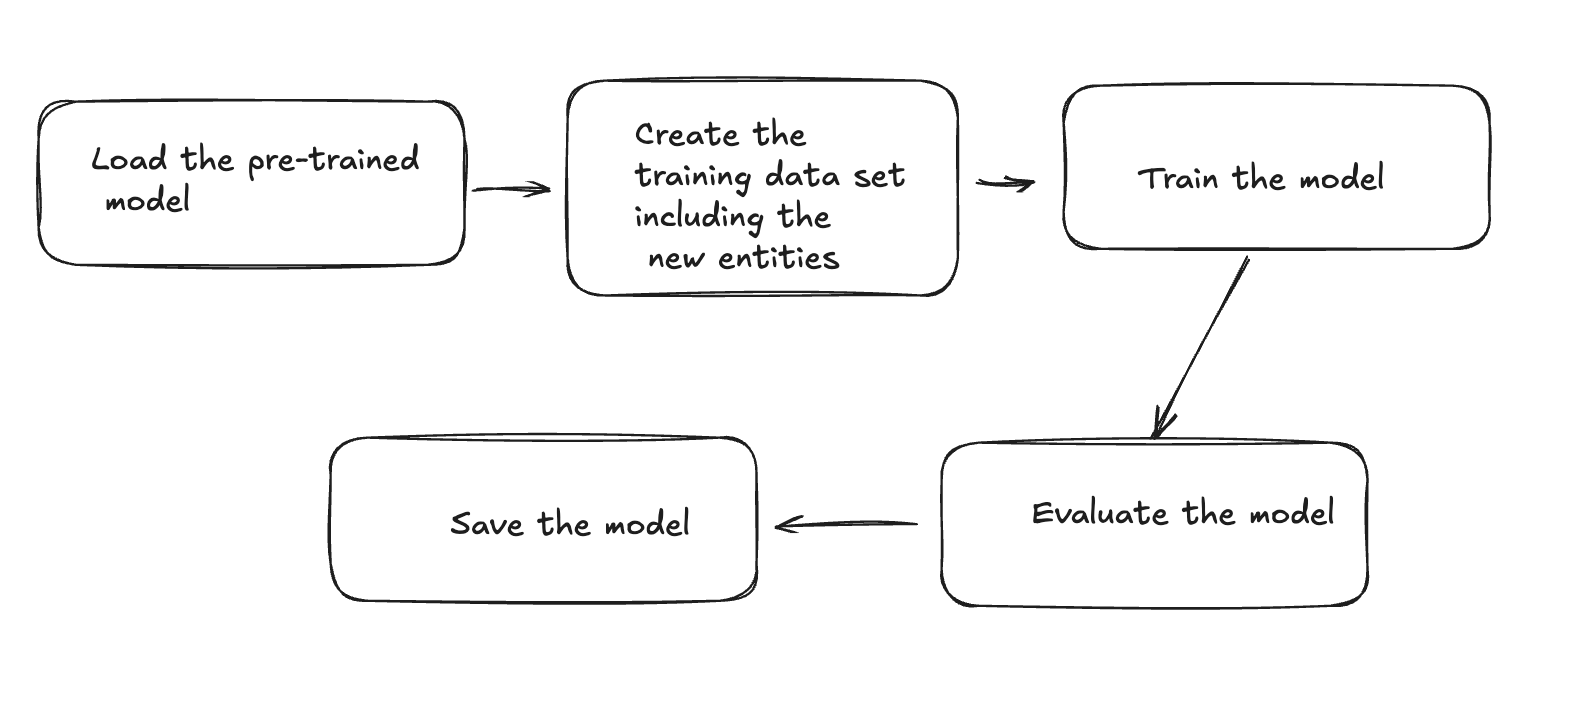 Load the pre-trained
model
Create the
training data set
including the
new entities
Train the model
Evaluate the model
Save the model